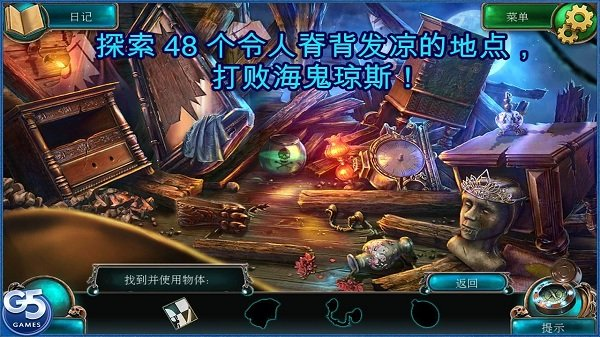 日记
菜单
探索 48 个令人脊背发凉的地点，
打败海鬼琼斯！
找到并使用物体:
返回
G5
GAMES
提示